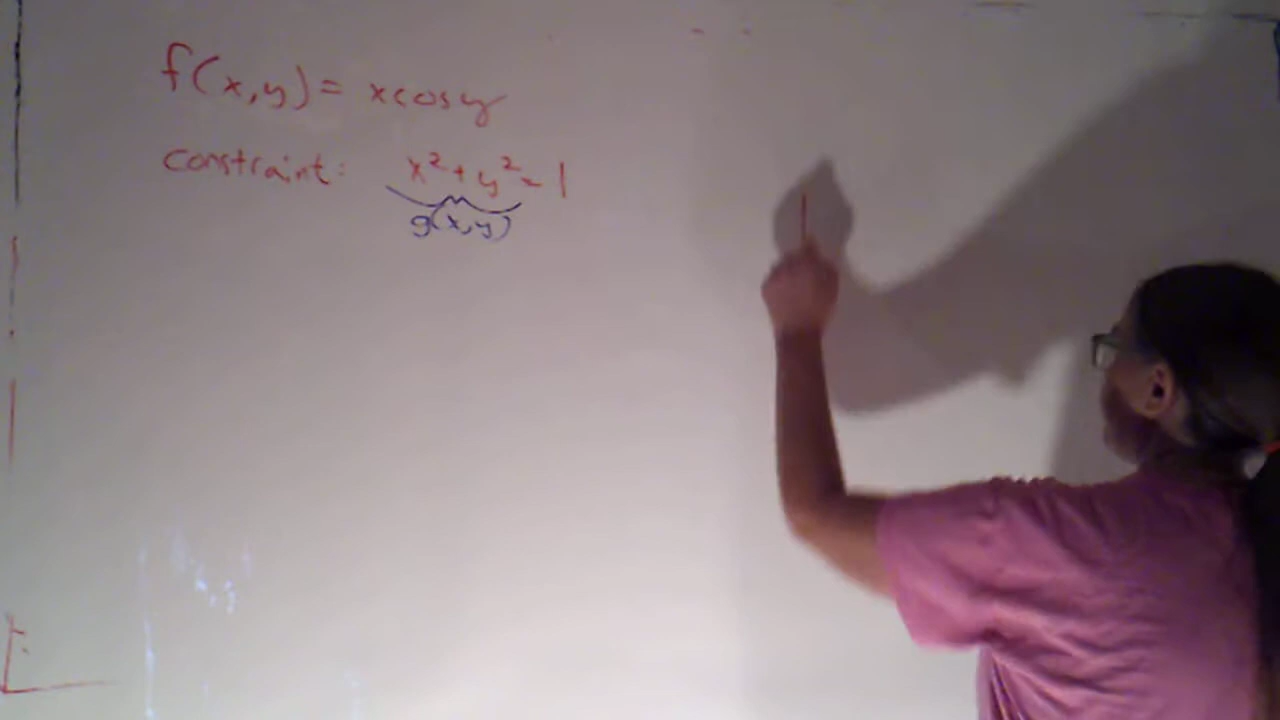 f(x,y) = x cos y
constraint: x² + y² = 1
g(x,y)